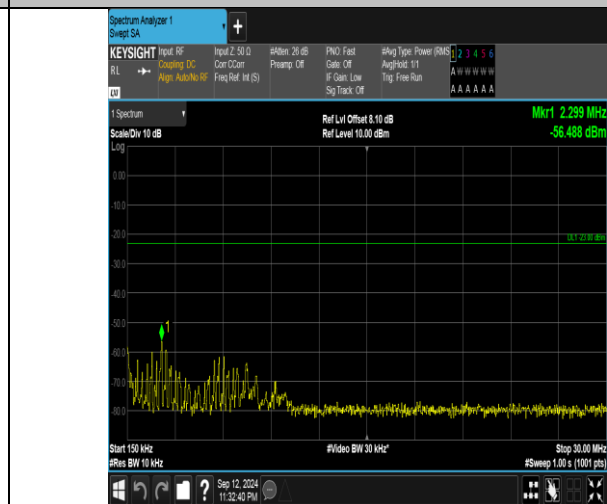 Spectrum Analyzer 1
Swept SA
+
KEYSIGHT Input: RF Input Z: 50 Ω #Atten: 26 dB PNO: Fast #Avg Type: Power (RMS 1 2 3 4 5 6
RL Coupling: DC Corr CCorr Preamp: Off Gate: Off Avg|Hold: 1/1 A W W W W W
Align: Auto/No RF Freq Ref: Int (S) IF Gain: Low Trig: Free Run
LXI Sig Track: Off A A A A A A
1 Spectrum Ref Lvl Offset 8.10 dB Mkr1 2.299 MHz
Scale/Div 10 dB Ref Level 10.00 dBm -56.488 dBm
Log
0.00
-10.0
-20.0
DL1 -23.00 dBm
-30.0
-40.0
1
-50.0
-60.0
-70.0
-80.0
Start 150 kHz #Video BW 30 kHz* Stop 30.00 MHz
#Res BW 10 kHz #Sweep 1.00 s (1001 pts)
? Sep 12, 2024
11:32:40 PM